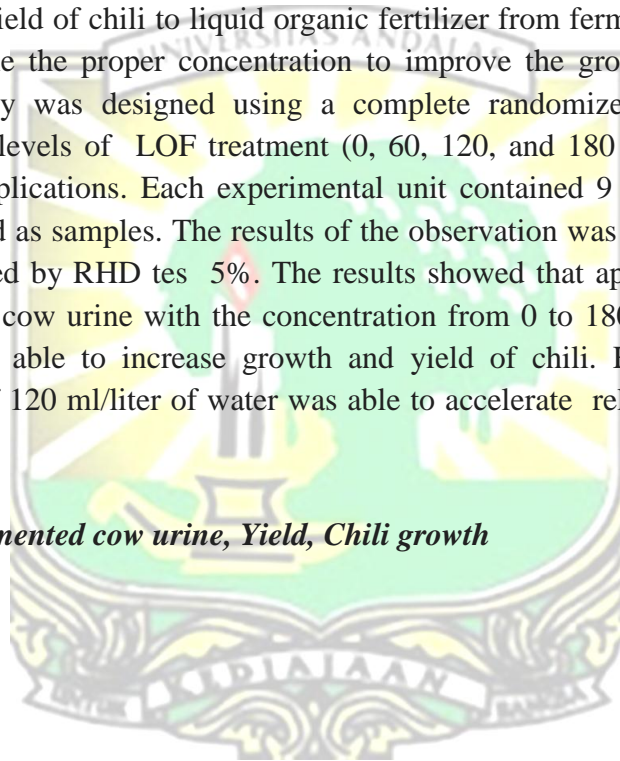 ield of chili to liquid organic fertilizer from ferm
e the proper concentration to improve the gro
y was designed using a complete randomize
levels of LOF treatment (0, 60, 120, and 180
plications. Each experimental unit contained 9
d as samples. The results of the observation was
ed by RHD tes 5%. The results showed that ap
cow urine with the concentration from 0 to 180
able to increase growth and yield of chili.
f 120 ml/liter of water was able to accelerate rel
mented cow urine, Yield, Chili growth
UNIVERSITAS ANDALAS
KEDJAJAAN
UNTUK
BANGSA